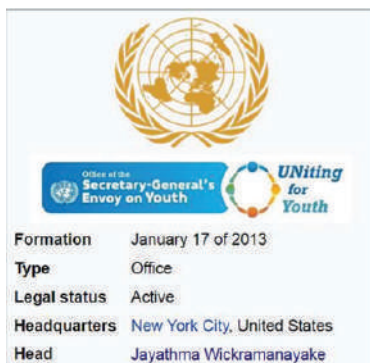 Office of the
Secretary-General's
Envoy on Youth
UNiting
for
Youth
Formation January 17 of 2013
Type Office
Legal status Active
Headquarters New York City, United States
Head Jayathma Wickramanayake